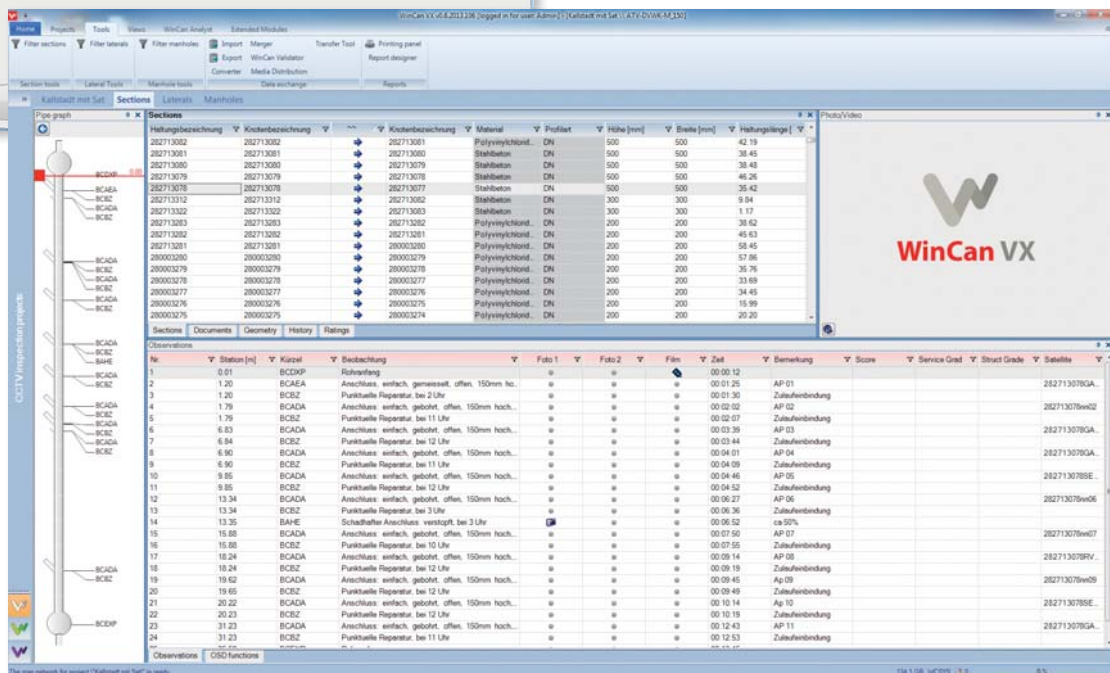 WinCan VX v0.8.2013.106 [logged in for user: Admin]
Home Projects Tools Views WinCan Analyst Extended Modules
Filter sections Filter laterals Filter manholes Import Merger Transfer Tool Printing panel
Export WinCan Validator Report designer
Converter Media Distribution
Section tools Lateral Tools Manhole tools Data exchange Reports
Kallstadt mit Sat Sections Laterals Manholes
CCTV inspection projects
Pipe graph
BCDXP 0.00
BCAEA
BCBZ
BCADA
BCBZ
BCADA
BCBZ
BCADA
BCBZ
BCADA
BCBZ
BCADA
BCBZ
BAHE
BCADA
BCBZ
BCADA
BCBZ
BCADA
BCBZ
BCADA
BCBZ
BCADA
BCBZ
BCEXP
Sections
Haltungsbezeichnung Knotenbezeichnung Knotenbezeichnung Material Profilart Höhe [mm] Breite [mm] Haltungslänge [
282713082 282713082 282713081 Polyvinylchlorid... DN 500 500 42.19
282713081 282713081 282713080 Stahlbeton DN 500 500 38.45
282713080 282713080 282713079 Stahlbeton DN 500 500 38.48
282713079 282713079 282713078 Stahlbeton DN 500 500 46.26
282713078 282713078 282713077 Stahlbeton DN 500 500 35.42
282713312 282713312 282713082 Stahlbeton DN 300 300 9.84
282713322 282713322 282713083 Stahlbeton DN 300 300 1.17
282713283 282713283 282713282 Polyvinylchlorid... DN 200 200 38.62
282713282 282713282 282713281 Polyvinylchlorid... DN 200 200 45.63
282713281 282713281 280003280 Polyvinylchlorid... DN 200 200 58.45
280003280 280003280 280003279 Polyvinylchlorid... DN 200 200 57.86
280003279 280003279 280003278 Polyvinylchlorid... DN 200 200 35.76
280003278 280003278 280003277 Polyvinylchlorid... DN 200 200 33.69
280003277 280003277 280003276 Polyvinylchlorid... DN 200 200 34.45
280003276 280003276 280003275 Polyvinylchlorid... DN 200 200 15.99
280003275 280003275 280003274 Polyvinylchlorid... DN 200 200 20.20
Sections Documents Geometry History Ratings
Photo/Video
WinCan VX
Observations
Nr. Station [m] Kürzel Beobachtung Foto 1 Foto 2 Film Zeit Bemerkung Score Service Grad Struct Grade Satellite
1 0.01 BCDXP Rohranfang 00:00:12
2 1.20 BCAEA Anschluss, einfach, gemeisselt, offen, 150mm ho... 00:01:25 AP 01 282713078GA...
3 1.20 BCBZ Punktuelle Reparatur, bei 2 Uhr 00:01:30 Zulaufeinbindung
4 1.79 BCADA Anschluss: einfach, gebohrt, offen, 150mm hoch... 00:02:02 AP 02 282713078nn02
5 1.79 BCBZ Punktuelle Reparatur, bei 11 Uhr 00:02:07 Zulaufeinbindung
6 6.83 BCADA Anschluss: einfach, gebohrt, offen, 150mm hoch... 00:03:39 AP 03 282713078GA...
7 6.84 BCBZ Punktuelle Reparatur, bei 12 Uhr 00:03:44 Zulaufeinbindung
8 6.90 BCADA Anschluss: einfach, gebohrt, offen, 150mm hoch... 00:04:01 AP 04 282713078GA...
9 6.90 BCBZ Punktuelle Reparatur, bei 11 Uhr 00:04:09 Zulaufeinbindung
10 9.85 BCADA Anschluss: einfach, gebohrt, offen, 150mm hoch... 00:04:46 AP 05 282713078SE...
11 9.85 BCBZ Punktuelle Reparatur, bei 12 Uhr 00:04:52 Zulaufeinbindung
12 13.34 BCADA Anschluss: einfach, gebohrt, offen, 150mm hoch... 00:06:27 AP 06 282713078nn06
13 13.34 BCBZ Punktuelle Reparatur, bei 3 Uhr 00:06:36 Zulaufeinbindung
14 13.35 BAHE Schadhafter Anschluss: verstopft, bei 3 Uhr 00:06:52 ca 50%
15 15.88 BCADA Anschluss: einfach, gebohrt, offen, 150mm hoch... 00:07:50 AP 07 282713078nn07
16 15.88 BCBZ Punktuelle Reparatur, bei 10 Uhr 00:07:55 Zulaufeinbindung
17 18.24 BCADA Anschluss: einfach, gebohrt, offen, 150mm hoch... 00:09:14 AP 08 282713078RV...
18 18.24 BCBZ Punktuelle Reparatur, bei 12 Uhr 00:09:19 Zulaufeinbindung
19 19.62 BCADA Anschluss: einfach, gebohrt, offen, 150mm hoch... 00:09:45 Ap 09 282713078nn09
20 19.65 BCBZ Punktuelle Reparatur, bei 12 Uhr 00:09:49 Zulaufeinbindung
21 20.22 BCADA Anschluss: einfach, gebohrt, offen, 150mm hoch... 00:10:14 Ap 10 282713078SE...
22 20.23 BCBZ Punktuelle Reparatur, bei 12 Uhr 00:10:19 Zulaufeinbindung
23 31.23 BCADA Anschluss: einfach, gebohrt, offen, 150mm hoch... 00:12:43 AP 11 282713078GA...
24 31.23 BCBZ Punktuelle Reparatur, bei 11 Uhr 00:12:53 Zulaufeinbindung
Observations OSD functions